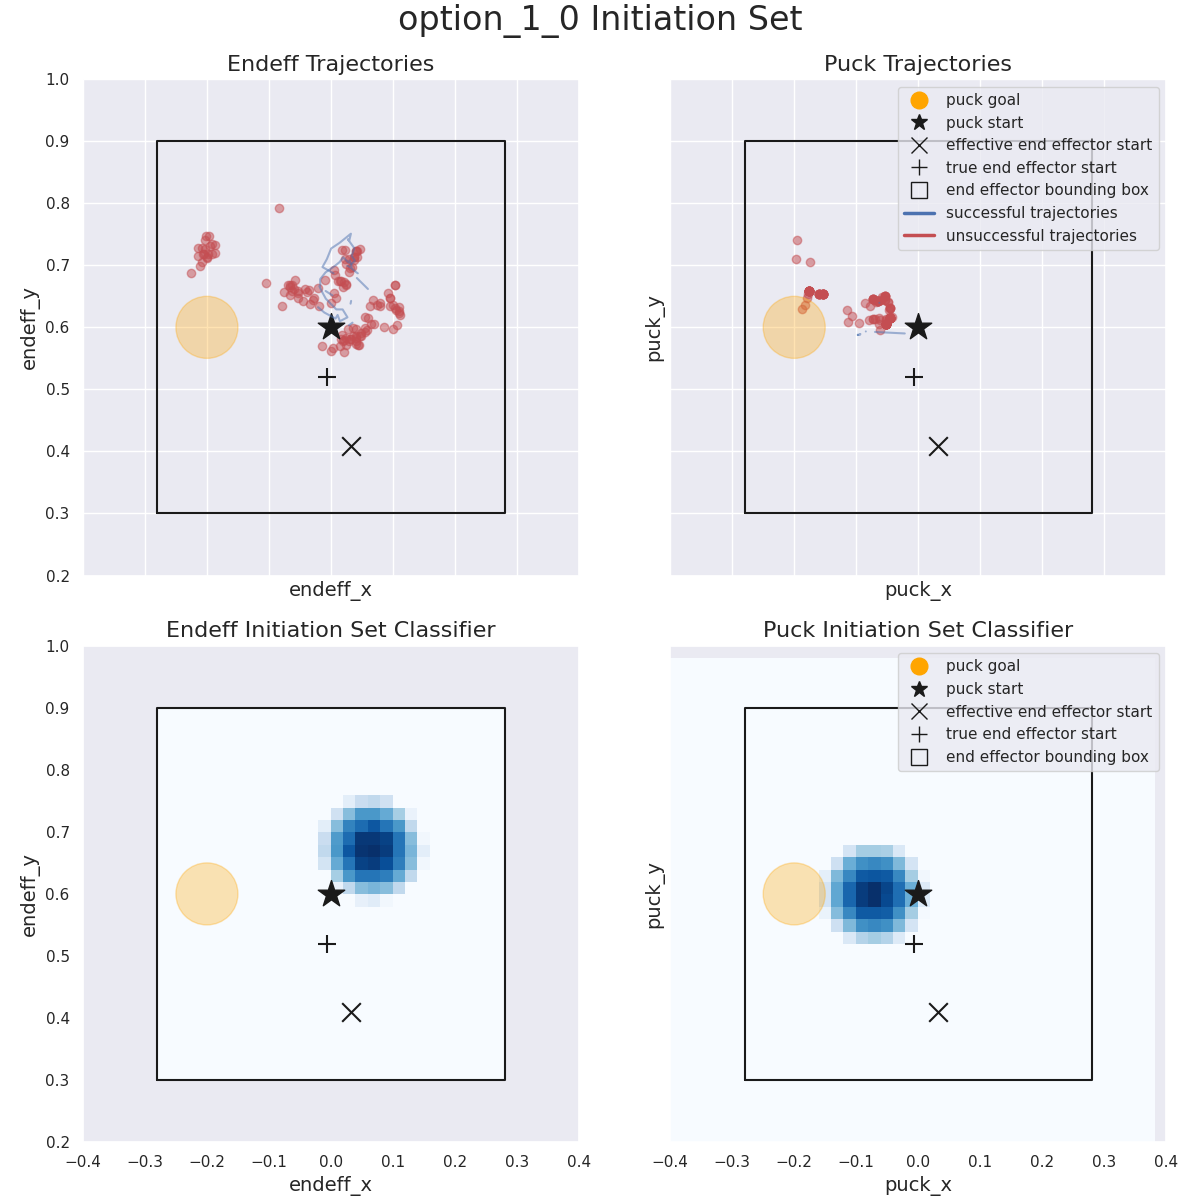 option_1_0 Initiation Set
Endeff Trajectories
Puck Trajectories
1.0
0.9
0.8
0.7
0.6
0.5
0.4
0.3
0.2
endeff_y
endeff_x
puck_y
puck_x
puck goal
puck start
effective end effector start
true end effector start
end effector bounding box
successful trajectories
unsuccessful trajectories
Endeff Initiation Set Classifier
Puck Initiation Set Classifier
1.0
0.9
0.8
0.7
0.6
0.5
0.4
0.3
0.2
endeff_y
−0.4 −0.3 −0.2 −0.1 0.0 0.1 0.2 0.3 0.4
endeff_x
puck_y
puck goal
puck start
effective end effector start
true end effector start
end effector bounding box
−0.4 −0.3 −0.2 −0.1 0.0 0.1 0.2 0.3 0.4
puck_x